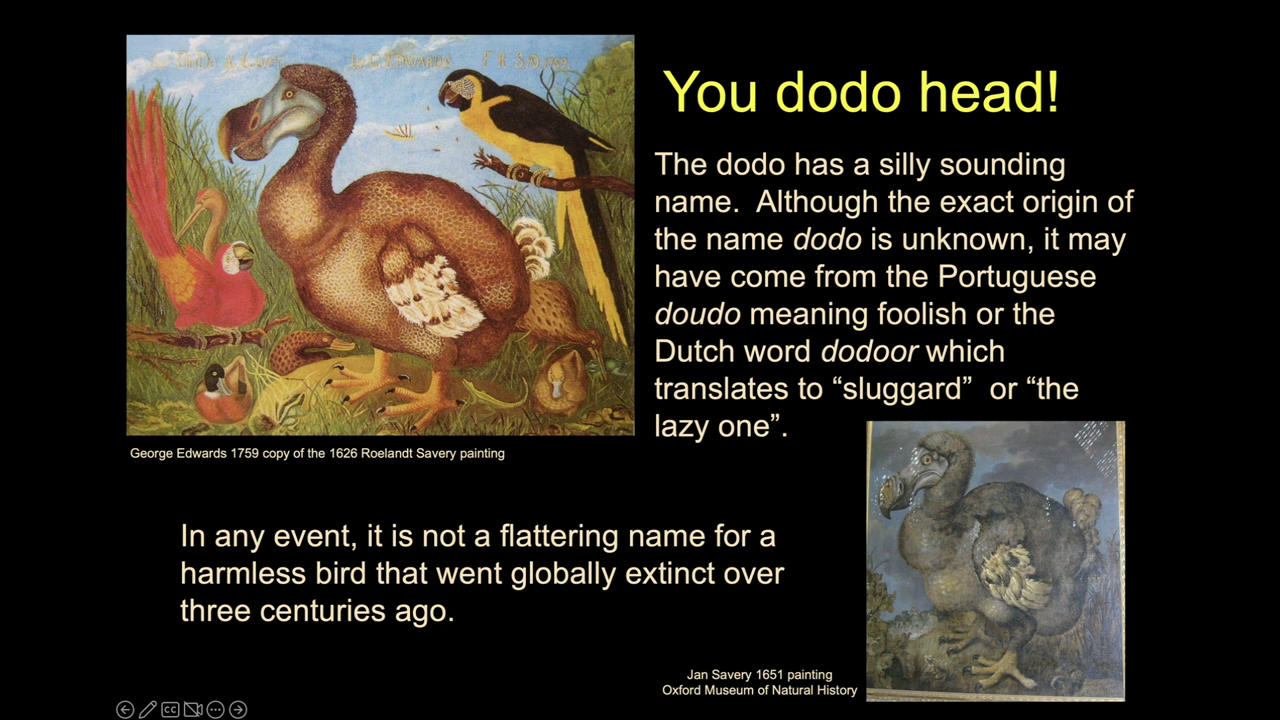 You dodo head!
The dodo has a silly sounding
name.  Although the exact origin of
the name dodo is unknown, it may
have come from the Portuguese
doudo meaning foolish or the
Dutch word dodoor which
translates to “sluggard”  or “the
lazy one”.
George Edwards 1759 copy of the 1626 Roelandt Savery painting
In any event, it is not a flattering name for a
harmless bird that went globally extinct over
three centuries ago.
Jan Savery 1651 painting
Oxford Museum of Natural History
CC